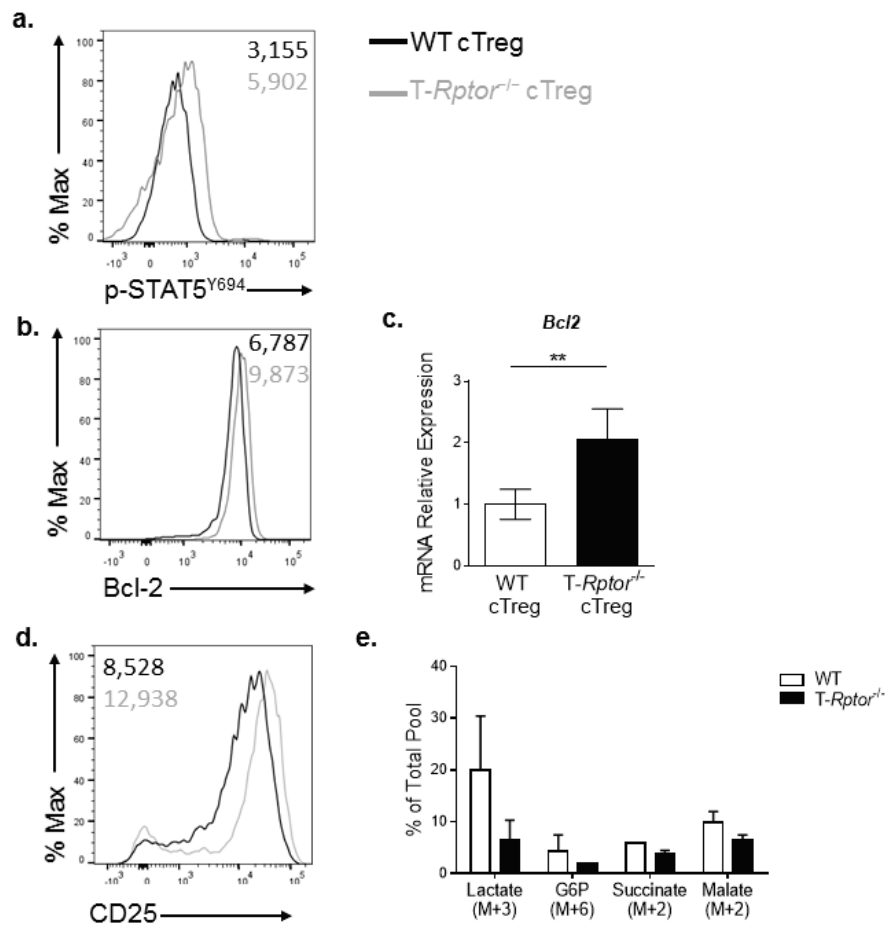 a.
3,155
5,902
WT cTreg
T-Rptor⁻/⁻ cTreg
% Max
100
80
60
40
20
0
-10³ 0 10³ 10⁴ 10⁵
p-STAT5ʸ⁶⁹⁴
b.
6,787
9,873
% Max
100
80
60
40
20
0
-10³ 0 10³ 10⁴ 10⁵
Bcl-2
c.
Bcl2
**
mRNA Relative Expression
3
2
1
0
WT T-Rptor⁻/⁻
cTreg cTreg
d.
8,528
12,938
% Max
100
80
60
40
20
0
-10³ 0 10³ 10⁴ 10⁵
CD25
e.
WT
T-Rptor⁻/⁻
% of Total Pool
40
30
20
10
0
Lactate G6P Succinate Malate
(M+3) (M+6) (M+2) (M+2)